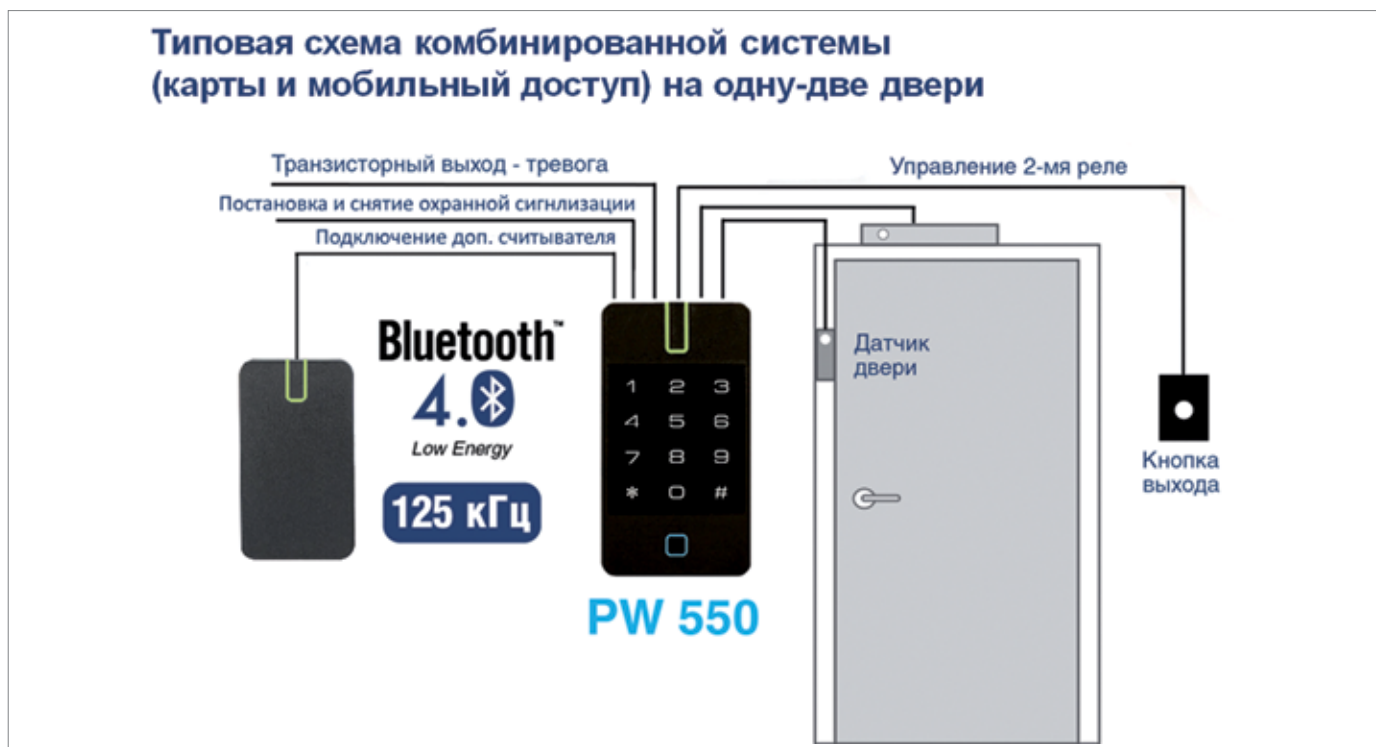 Типовая схема комбинированной системы
(карты и мобильный доступ) на одну-две двери
Транзисторный выход - тревога
Управление 2-мя реле
Постановка и снятие охранной сигнлизации
Подключение доп. считывателя
Bluetooth™
4.0
Low Energy
125 кГц
1 2 3
4 5 6
7 8 9
* 0 #
PW 550
Датчик
двери
Кнопка
выхода